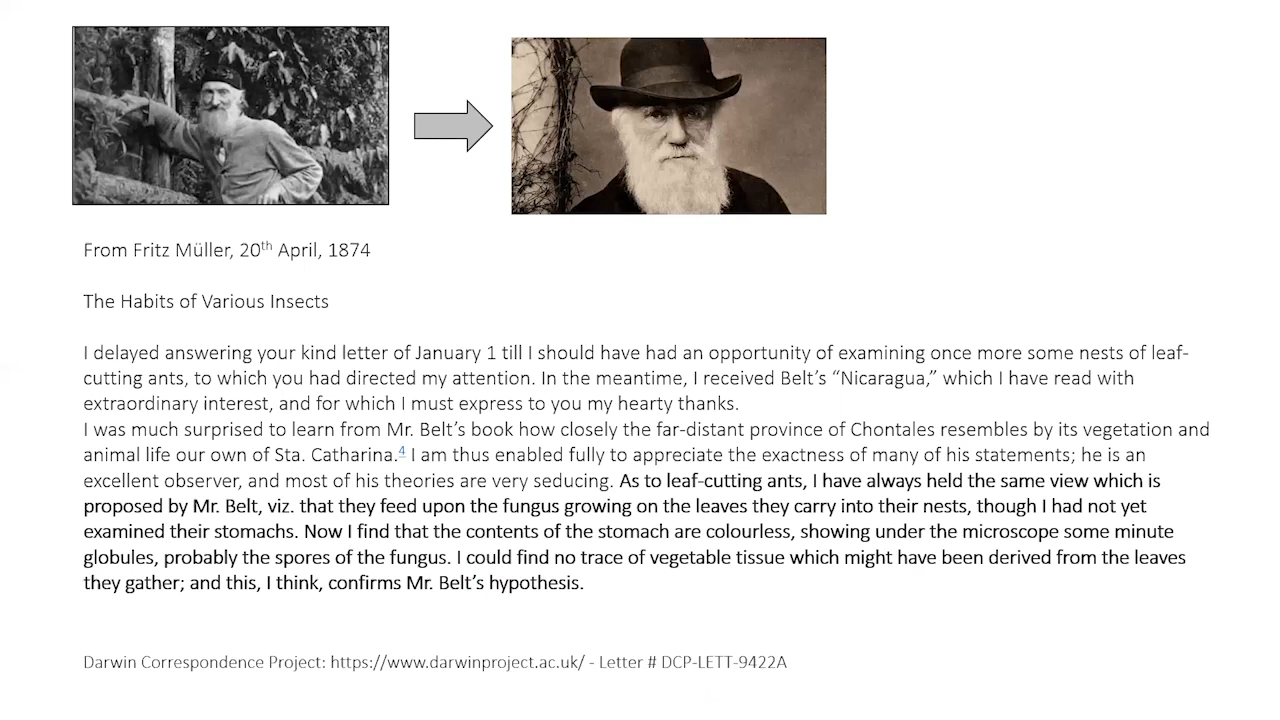 From Fritz Müller, 20th April, 1874
The Habits of Various Insects
I delayed answering your kind letter of January 1 till I should have had an opportunity of examining once more some nests of leaf-
cutting ants, to which you had directed my attention. In the meantime, I received Belt’s “Nicaragua,” which I have read with
extraordinary interest, and for which I must express to you my hearty thanks.
I was much surprised to learn from Mr. Belt’s book how closely the far-distant province of Chontales resembles by its vegetation and
animal life our own of Sta. Catharina.4 I am thus enabled fully to appreciate the exactness of many of his statements; he is an
excellent observer, and most of his theories are very seducing. As to leaf-cutting ants, I have always held the same view which is
proposed by Mr. Belt, viz. that they feed upon the fungus growing on the leaves they carry into their nests, though I had not yet
examined their stomachs. Now I find that the contents of the stomach are colourless, showing under the microscope some minute
globules, probably the spores of the fungus. I could find no trace of vegetable tissue which might have been derived from the leaves
they gather; and this, I think, confirms Mr. Belt’s hypothesis.
Darwin Correspondence Project: https://www.darwinproject.ac.uk/ - Letter # DCP-LETT-9422A